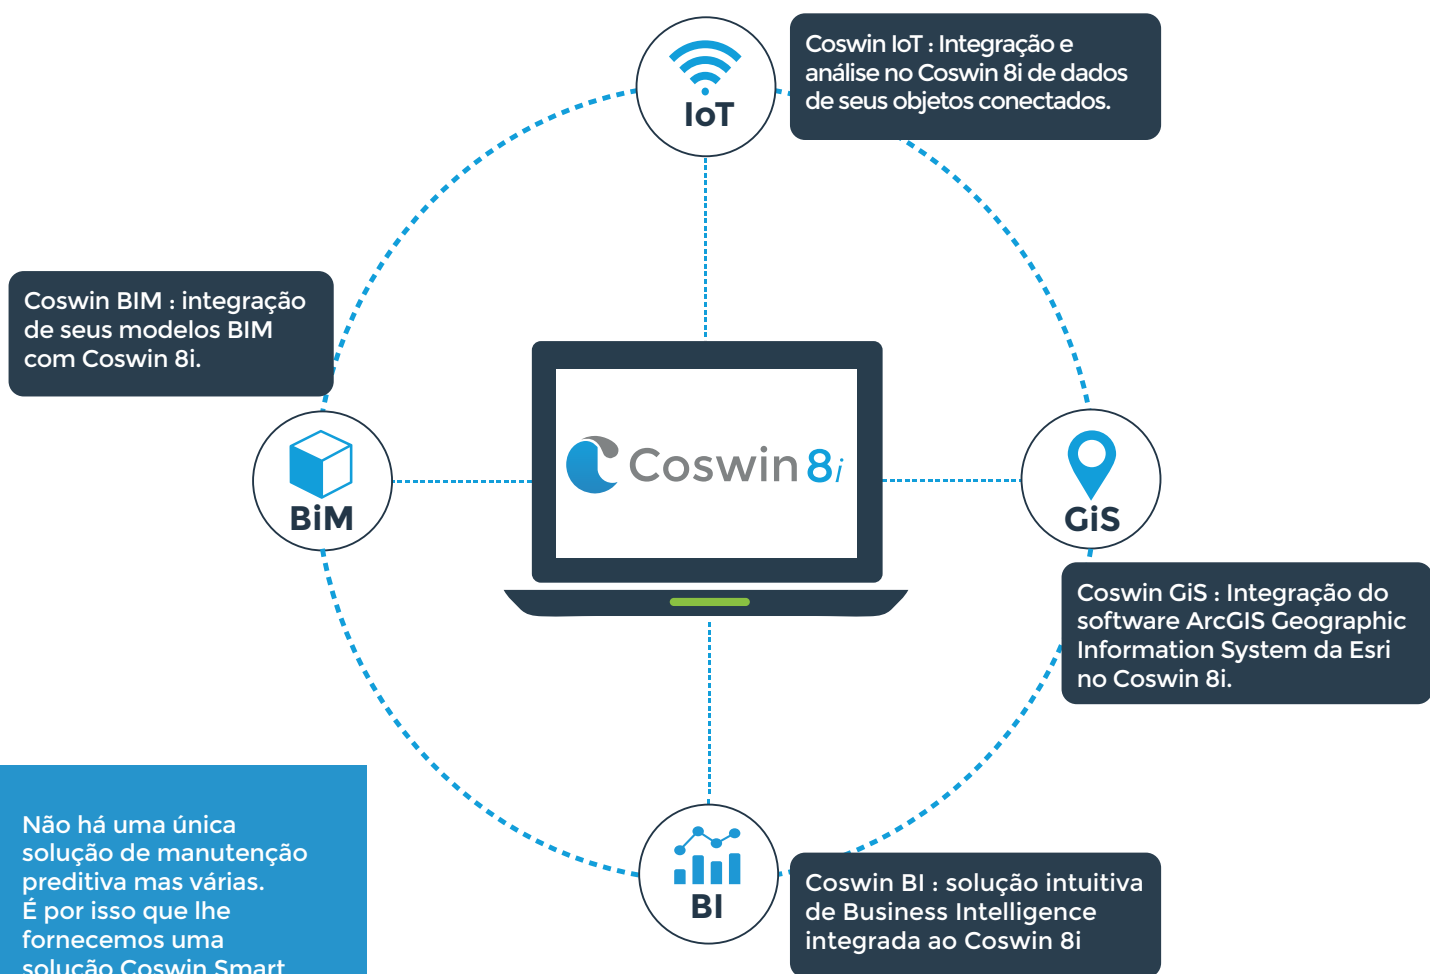 IoT
Coswin IoT : Integração e
análise no Coswin 8i de dados
de seus objetos conectados.
Coswin BIM : integração
de seus modelos BIM
com Coswin 8i.
BiM
Coswin 8i
GiS
Coswin GiS : Integração do
software ArcGIS Geographic
Information System da Esri
no Coswin 8i.
Não há uma única
solução de manutenção
preditiva mas várias.
É por isso que lhe
fornecemos uma
solução Coswin Smart
BI
Coswin BI : solução intuitiva
de Business Intelligence
integrada ao Coswin 8i